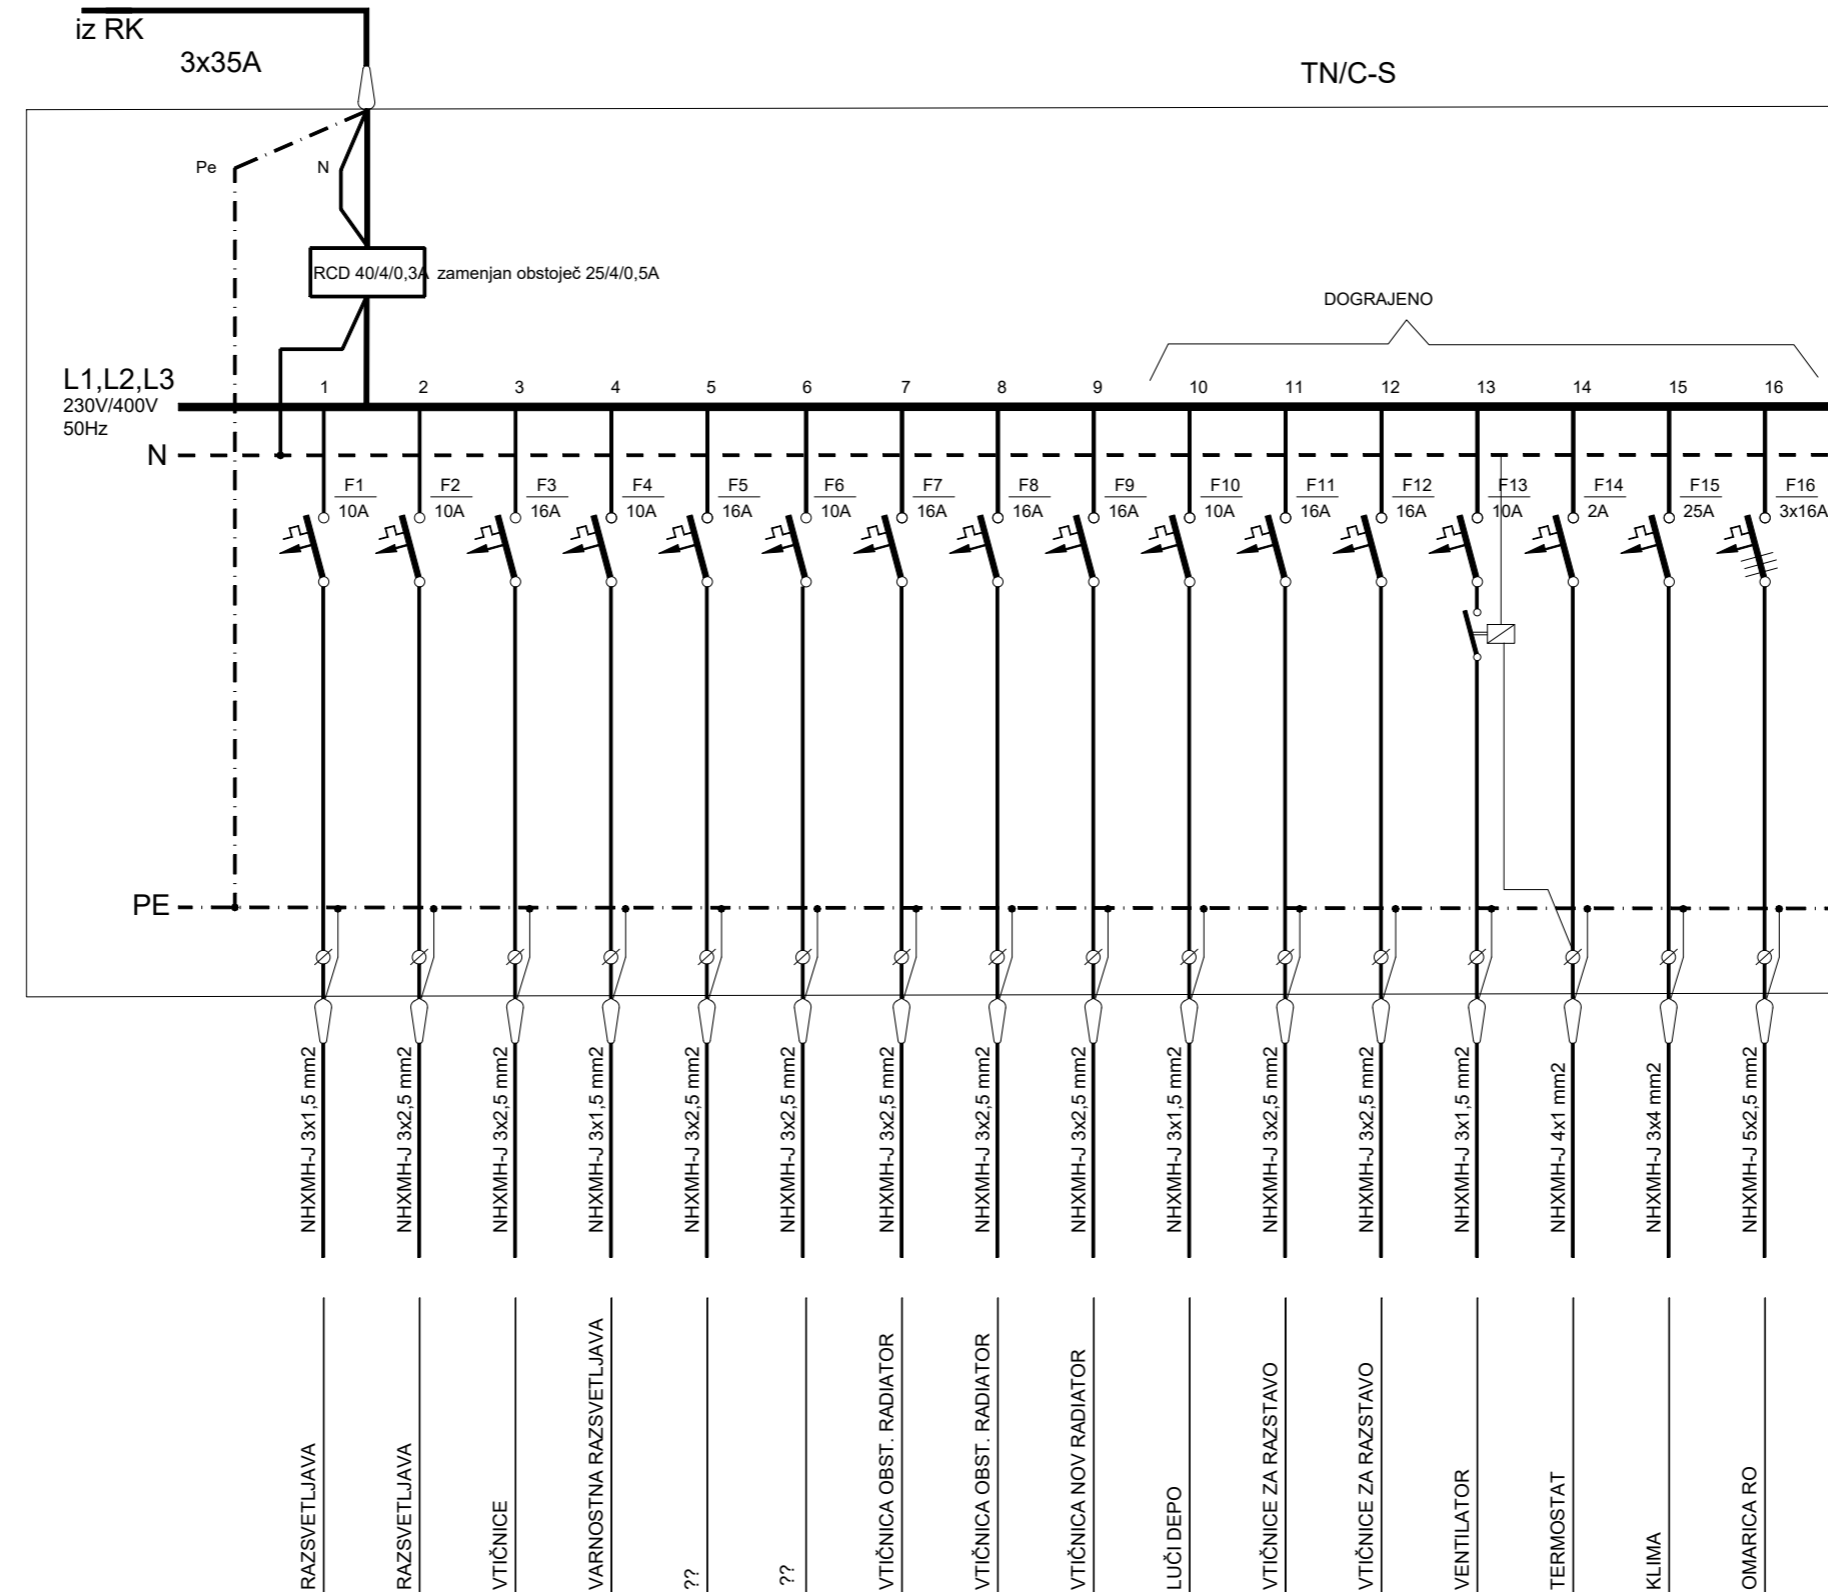 iz RK
3x35A
TN/C-S
Pe
N
RCD 40/4/0,3A zamenjan obstoječ 25/4/0,5A
DOGRAJENO
L1,L2,L3
230V/400V
50Hz
1 2 3 4 5 6 7 8 9 10 11 12 13 14 15 16
N
F1 F2 F3 F4 F5 F6 F7 F8 F9 F10 F11 F12 F13 F14 F15 F16
10A 10A 16A 10A 16A 10A 16A 16A 16A 10A 16A 16A 10A 2A 25A 3x16A
PE
NHXMH-J 3x1,5 mm2
NHXMH-J 3x2,5 mm2
NHXMH-J 3x2,5 mm2
NHXMH-J 3x1,5 mm2
NHXMH-J 3x2,5 mm2
NHXMH-J 3x2,5 mm2
NHXMH-J 3x2,5 mm2
NHXMH-J 3x2,5 mm2
NHXMH-J 3x2,5 mm2
NHXMH-J 3x1,5 mm2
NHXMH-J 3x2,5 mm2
NHXMH-J 3x2,5 mm2
NHXMH-J 3x1,5 mm2
NHXMH-J 4x1 mm2
NHXMH-J 3x4 mm2
NHXMH-J 5x2,5 mm2
RAZSVETLJAVA
RAZSVETLJAVA
VTIČNICE
VARNOSTNA RAZSVETLJAVA
??
??
VTIČNICA OBST. RADIATOR
VTIČNICA OBST. RADIATOR
VTIČNICA NOV RADIATOR
LUČI DEPO
VTIČNICE ZA RAZSTAVO
VTIČNICE ZA RAZSTAVO
VENTILATOR
TERMOSTAT
KLIMA
OMARICA RO